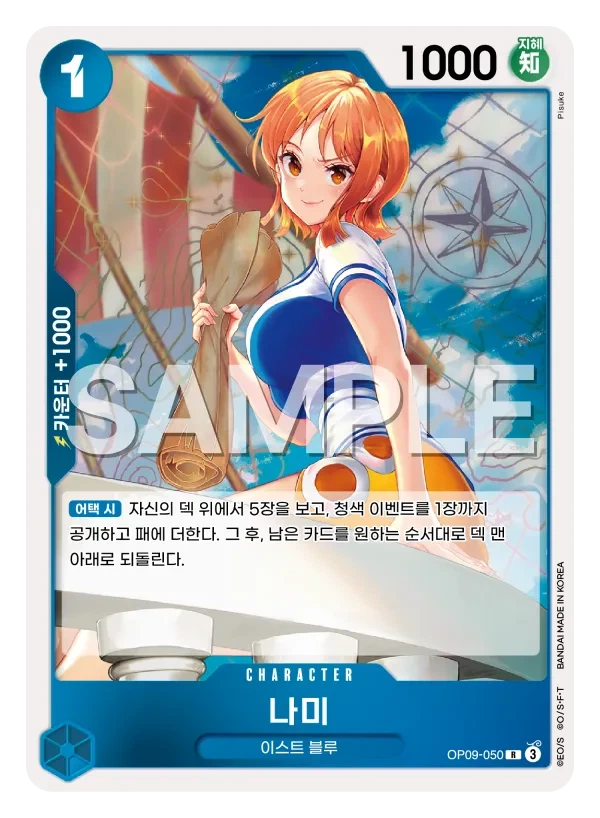 1
1000
지혜
知
Pisuke
카운터 +1000
SAMPLE
어택 시 자신의 덱 위에서 5장을 보고, 청색 이벤트를 1장까지
공개하고 패에 더한다. 그 후, 남은 카드를 원하는 순서대로 덱 맨
아래로 되돌린다.
CHARACTER
나미
이스트 블루
OP09-050 R 3
©EO/S ©O/S·F·T BANDAI MADE IN KOREA